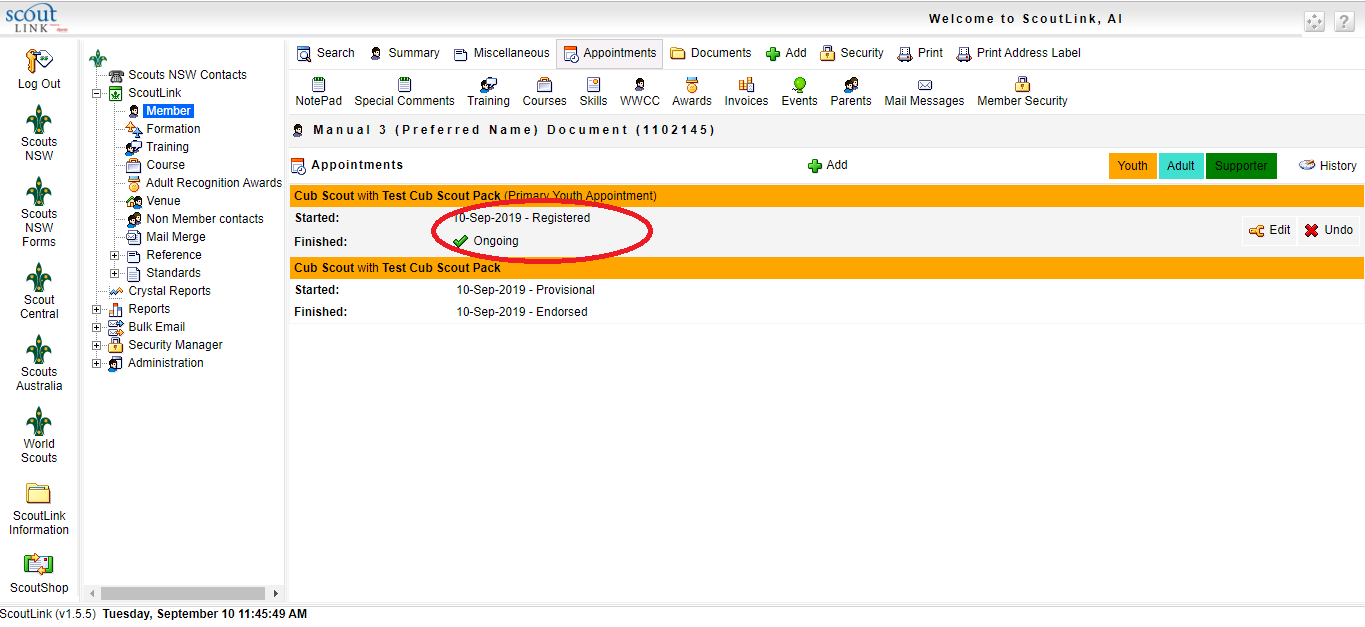 scout
LINK
Welcome to ScoutLink, Al
Log Out
Scouts
NSW
Scouts
NSW
Forms
Scout
Central
Scouts
Australia
World
Scouts
ScoutLink
Information
ScoutShop
Scouts NSW Contacts
ScoutLink
Member
Formation
Training
Course
Adult Recognition Awards
Venue
Non Member contacts
Mail Merge
Reference
Standards
Crystal Reports
Reports
Bulk Email
Security Manager
Administration
Search Summary Miscellaneous Appointments Documents Add Security Print Print Address Label
NotePad Special Comments Training Courses Skills WWCC Awards Invoices Events Parents Mail Messages Member Security
Manual 3 (Preferred Name) Document (1102145)
Appointments Add Youth Adult Supporter History
Cub Scout with Test Cub Scout Pack (Primary Youth Appointment)
Started: 10-Sep-2019 - Registered
Finished: Ongoing
Edit Undo
Cub Scout with Test Cub Scout Pack
Started: 10-Sep-2019 - Provisional
Finished: 10-Sep-2019 - Endorsed
ScoutLink (v1.5.5) Tuesday, September 10 11:45:49 AM